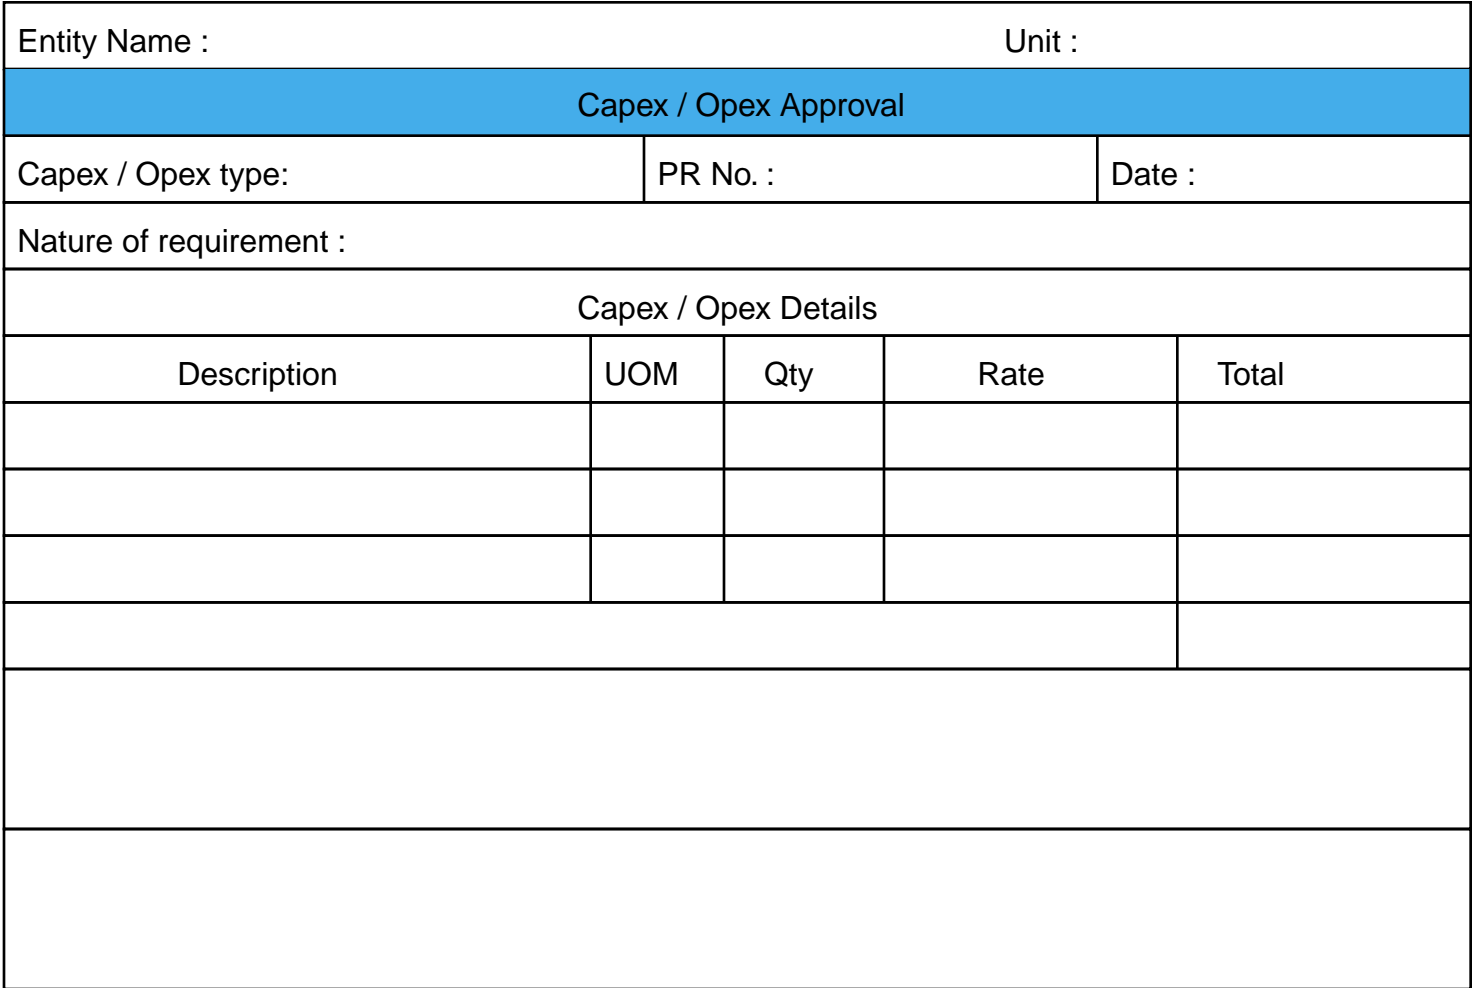 Entity Name : Unit :
Capex / Opex Approval
Capex / Opex type: PR No. : Date :
Nature of requirement :
Capex / Opex Details
Description UOM Qty Rate Total